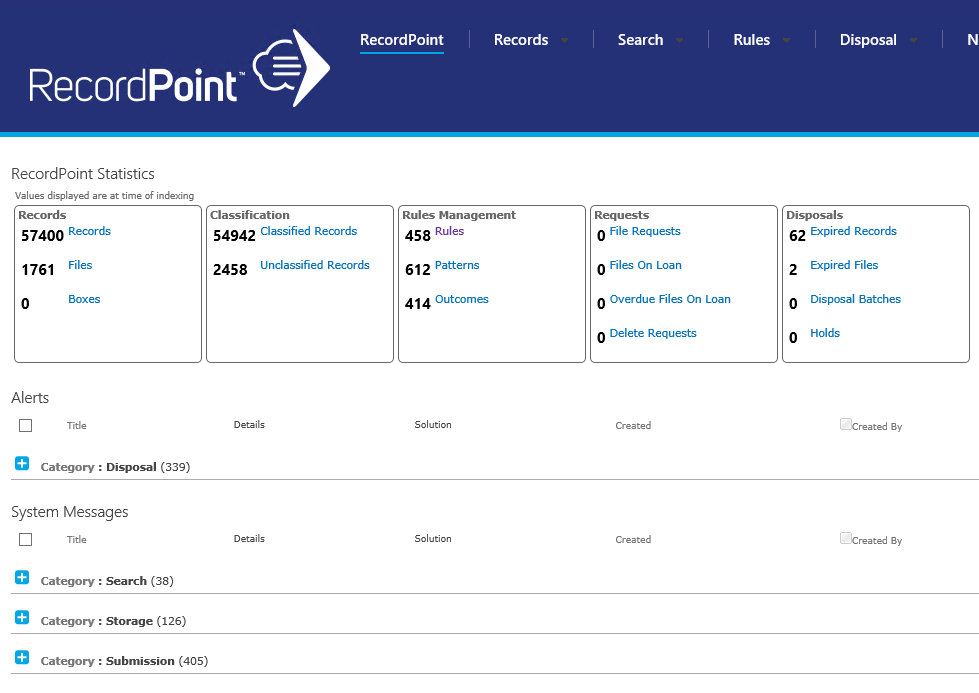 RecordPoint™
RecordPoint Records Search Rules Disposal N
RecordPoint Statistics
Values displayed are at time of indexing
Records
57400 Records
1761 Files
0 Boxes
Classification
54942 Classified Records
2458 Unclassified Records
Rules Management
458 Rules
612 Patterns
414 Outcomes
Requests
0 File Requests
0 Files On Loan
0 Overdue Files On Loan
0 Delete Requests
Disposals
62 Expired Records
2 Expired Files
0 Disposal Batches
0 Holds
Alerts
Title Details Solution Created Created By
Category : Disposal (339)
System Messages
Title Details Solution Created Created By
Category : Search (38)
Category : Storage (126)
Category : Submission (405)